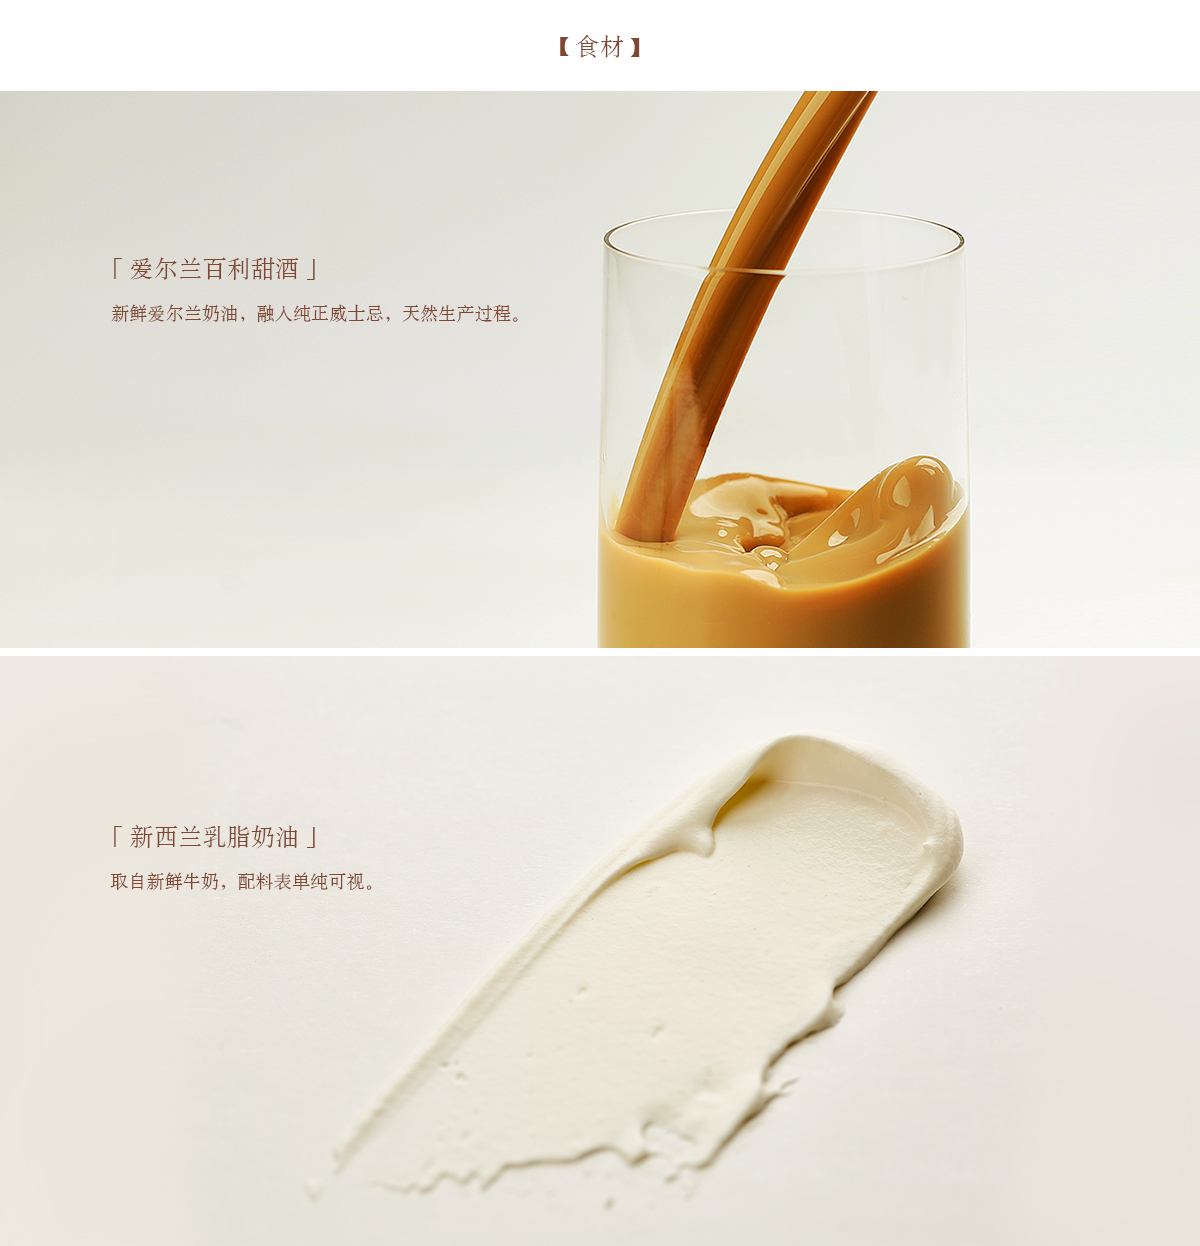 【食材】
「爱尔兰百利甜酒」
新鲜爱尔兰奶油，融入纯正威士忌，天然生产过程。
「新西兰乳脂奶油」
取自新鲜牛奶，配料表单纯可视。